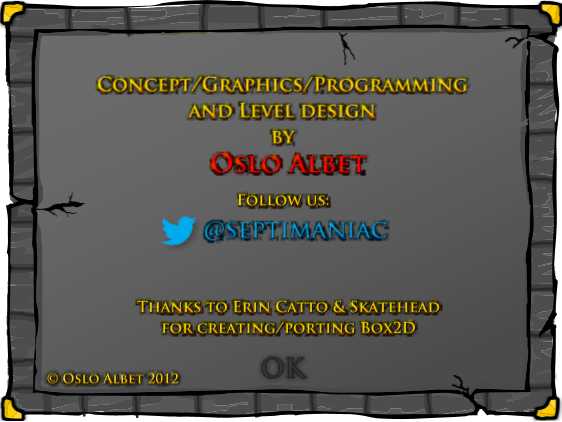 Concept/Graphics/Programming
and Level design
by
Oslo Albet
Follow us:
@septimaniac
Thanks to Erin Catto & Skatehead
for creating/porting Box2D
OK
© Oslo Albet 2012